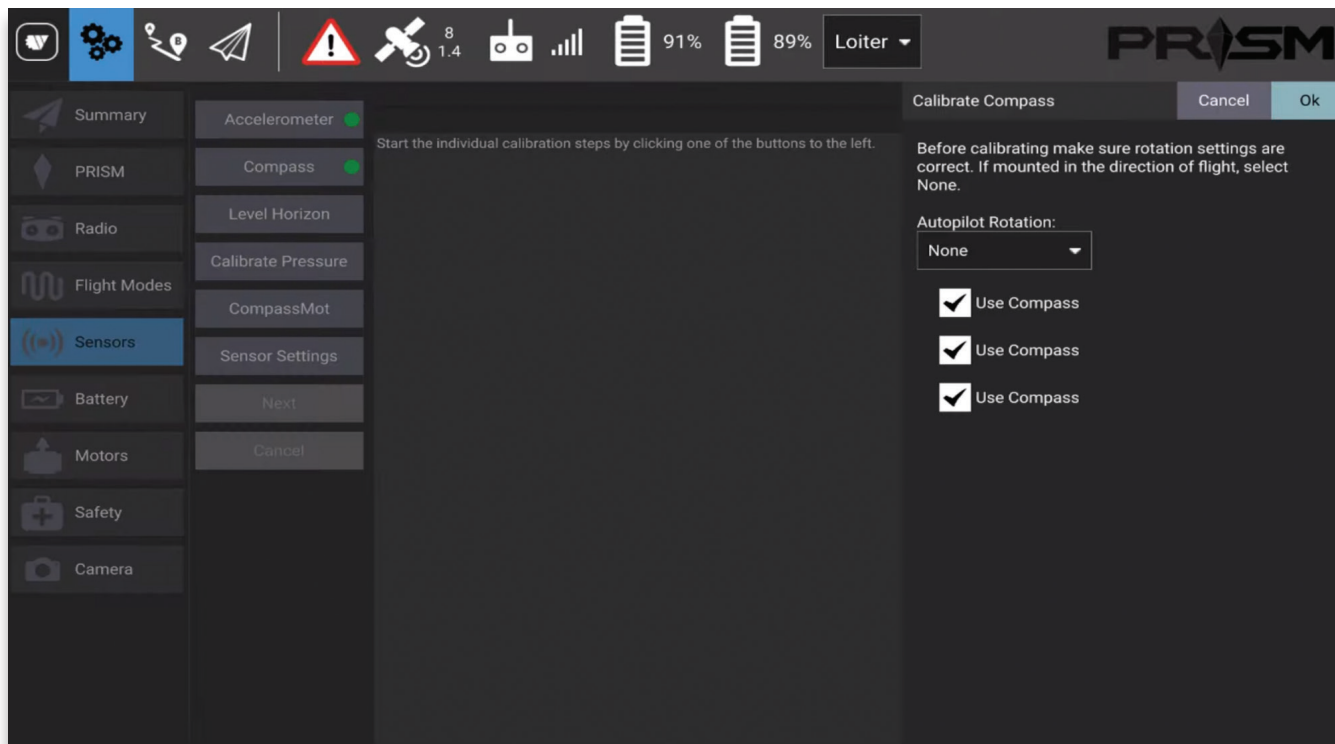 8
1.4
91%
89%
Loiter
PRISM
Summary
PRISM
Radio
Flight Modes
Sensors
Battery
Motors
Safety
Camera
Accelerometer
Compass
Level Horizon
Calibrate Pressure
CompassMot
Sensor Settings
Next
Cancel
Start the individual calibration steps by clicking one of the buttons to the left.
Calibrate Compass
Cancel
Ok
Before calibrating make sure rotation settings are
correct. If mounted in the direction of flight, select
None.
Autopilot Rotation:
None
Use Compass
Use Compass
Use Compass